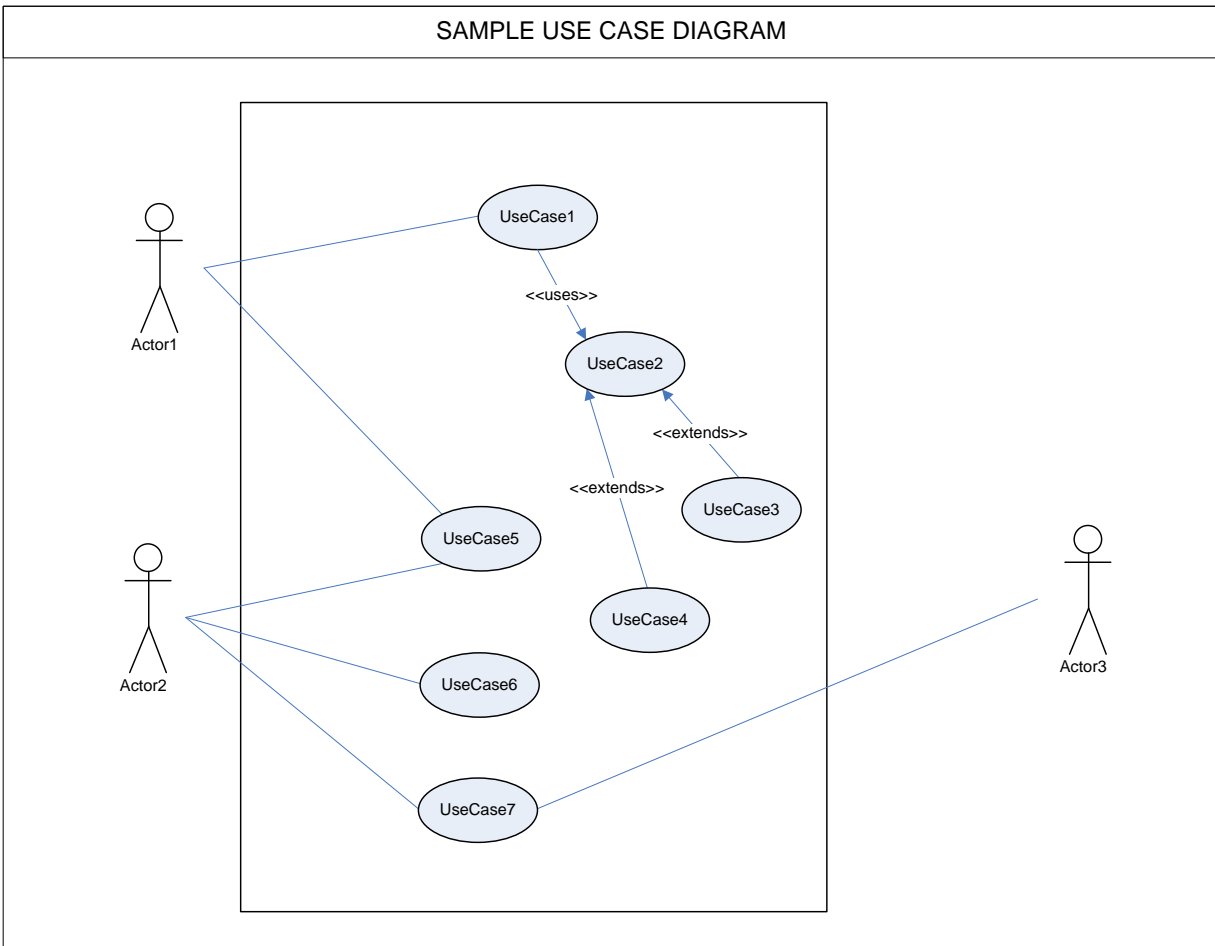 SAMPLE USE CASE DIAGRAM
UseCase1
<<uses>>
Actor1
UseCase2
<<extends>>
<<extends>>
UseCase3
UseCase5
UseCase4
Actor3
Actor2
UseCase6
UseCase7